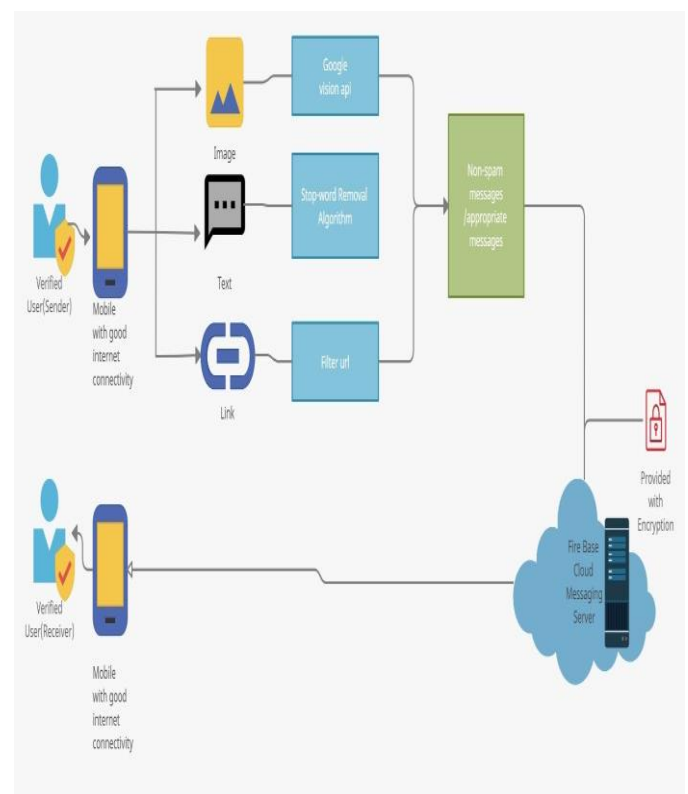 Google
vision api
Image
Stop-word Removal
Algorithm
Non-spam
messages
/appropriate
messages
Verified
User(Sender)
Mobile
with good
internet
connectivity
Text
Filter url
Link
Provided
with
Encryption
Fire Base
Cloud
Messaging
Server
Verified
User(Receiver)
Mobile
with good
internet
connectivity